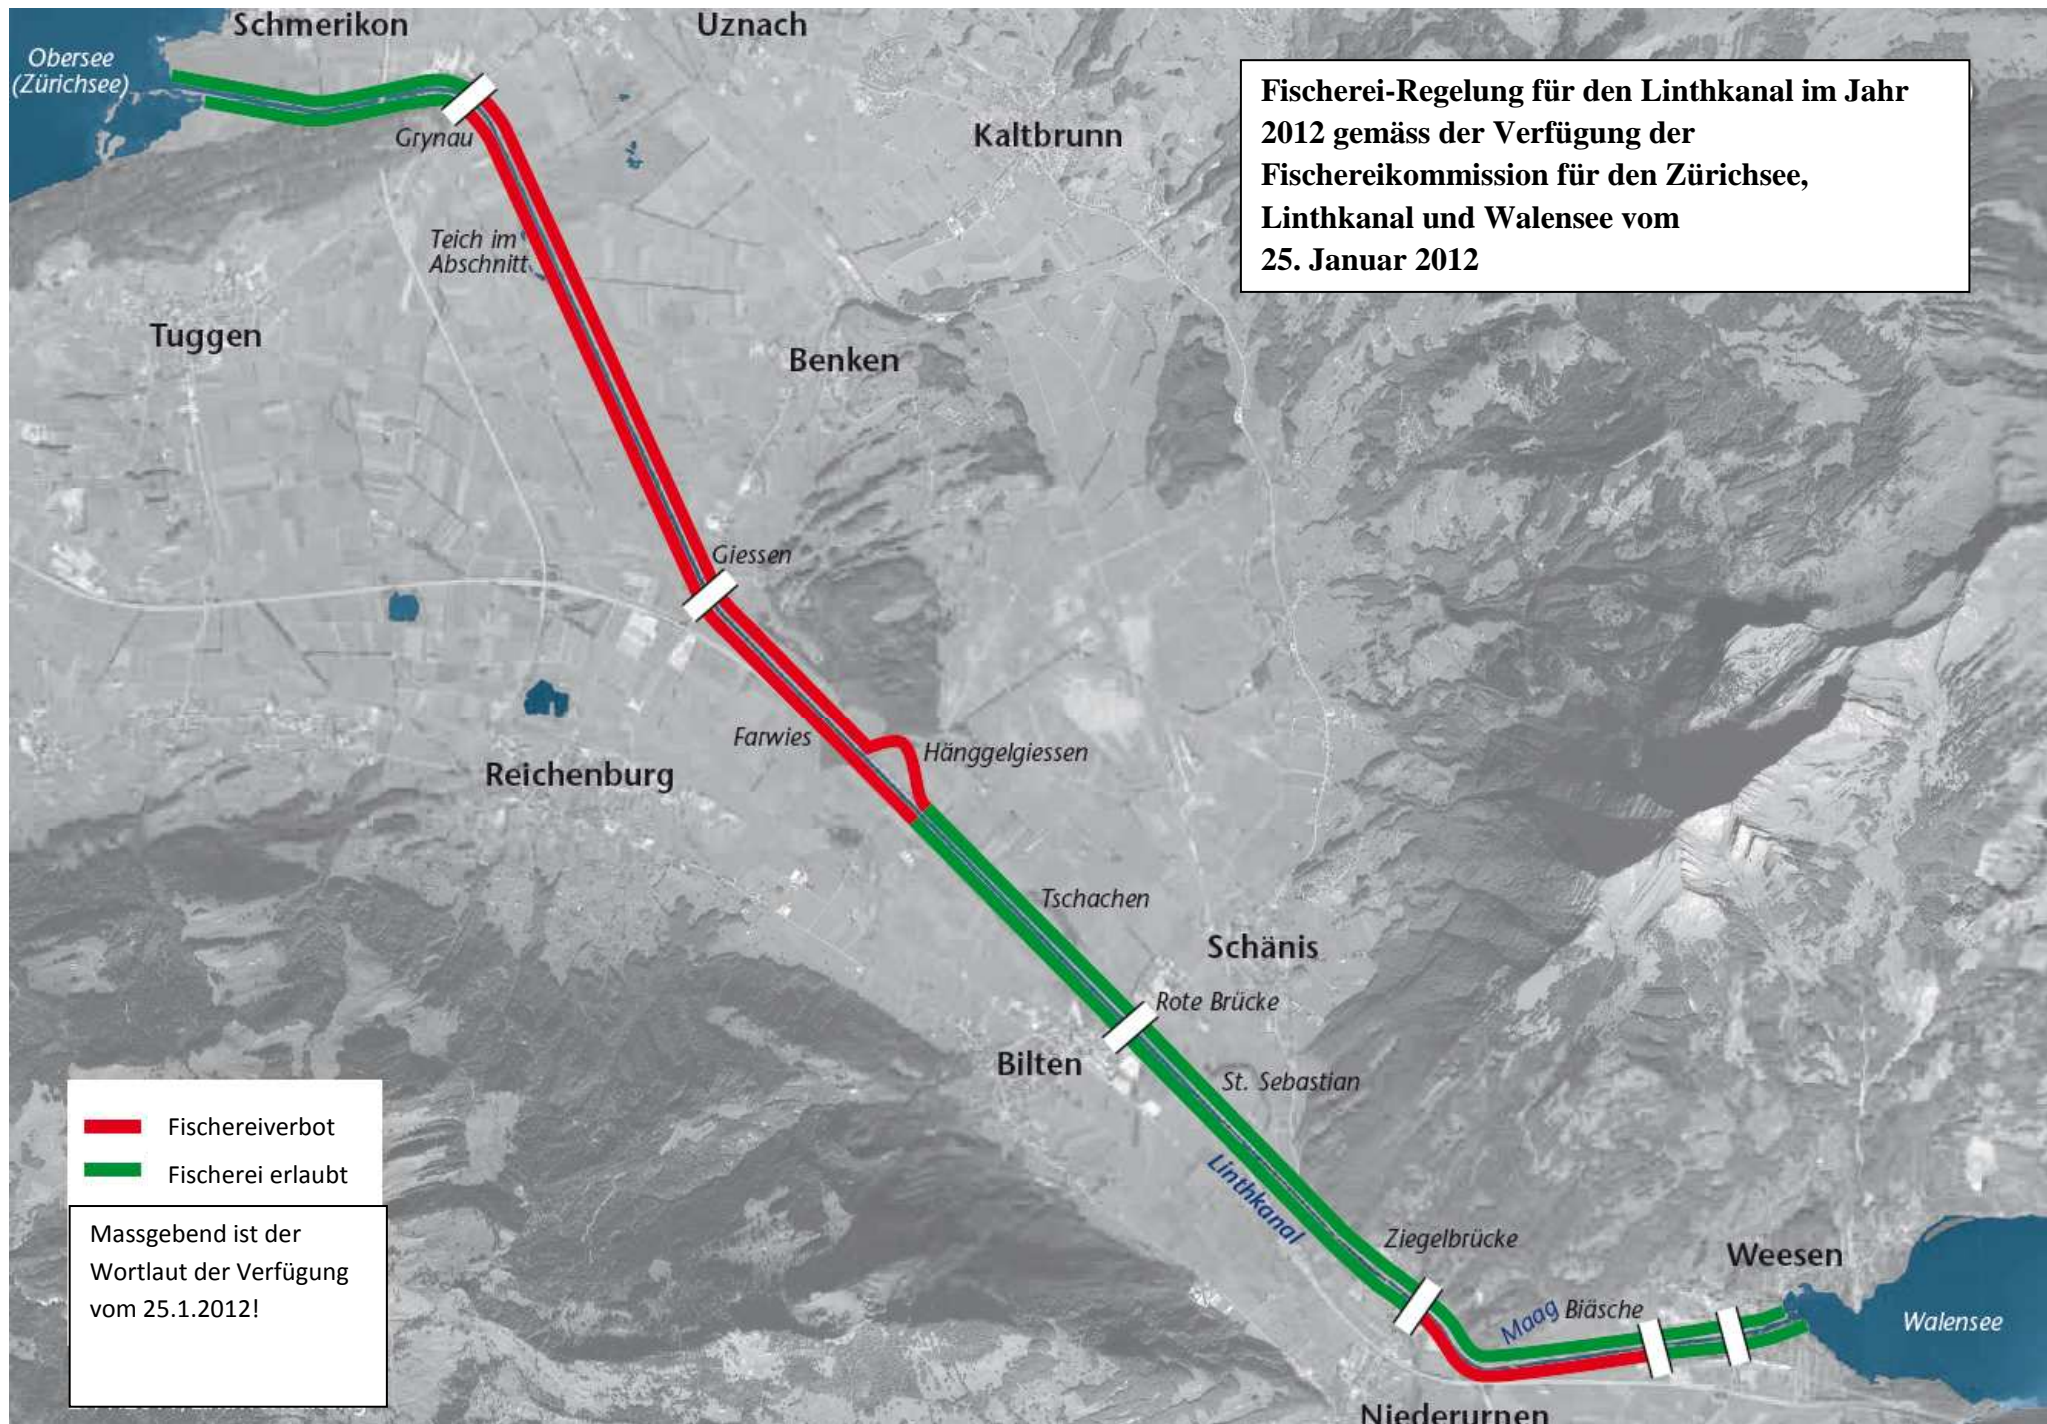 Schmerikon
Uznach
Obersee
(Zürichsee)
Fischerei-Regelung für den Linthkanal im Jahr
2012 gemäss der Verfügung der
Fischereikommission für den Zürichsee,
Linthkanal und Walensee vom
25. Januar 2012
Grynau
Kaltbrunn
Teich im
Abschnitt
Tuggen
Benken
Giessen
Farwies
Hänggelgiessen
Reichenburg
Tschachen
Schänis
Rote Brücke
Bilten
St. Sebastian
Linthkanal
Ziegelbrücke
Weesen
Maag
Biäsche
Walensee
Niederurnen
Fischereiverbot
Fischerei erlaubt
Massgebend ist der
Wortlaut der Verfügung
vom 25.1.2012!